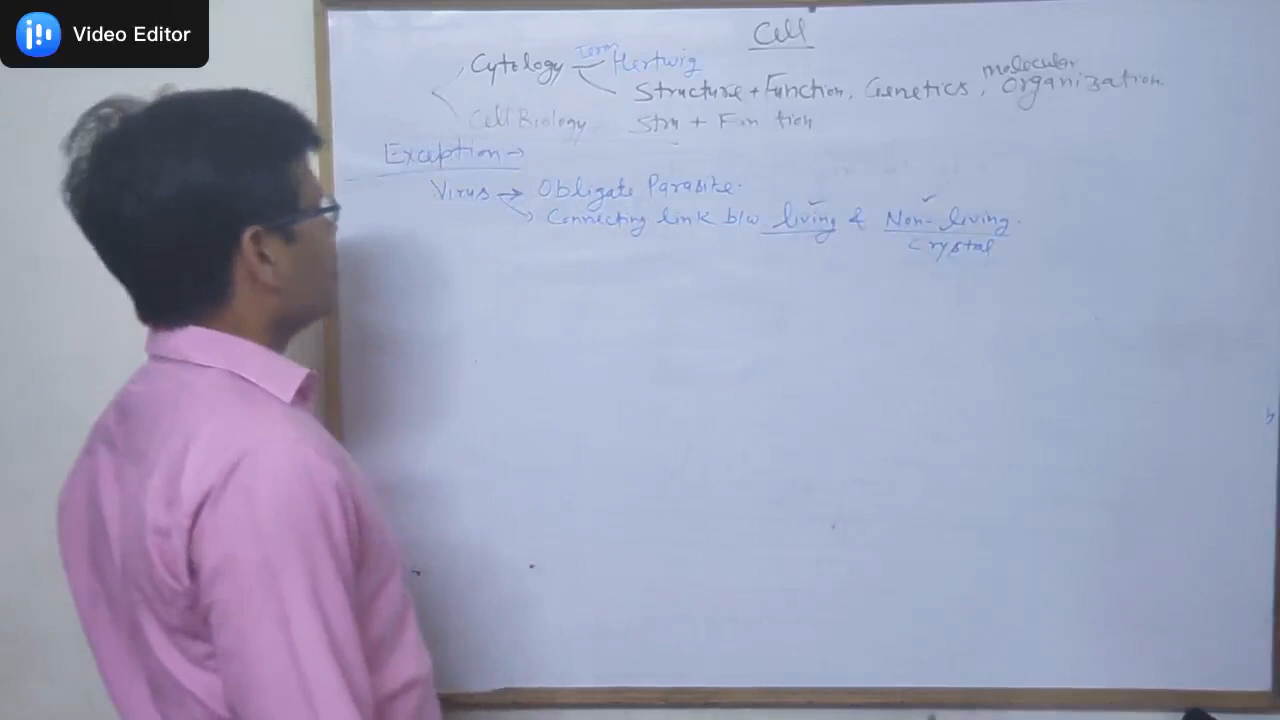 Video Editor
Cell
Cytology Term Hertwig
Structure + Function, Genetics, molecular organization
Cell Biology Stru + Fun tion
Exception →
Virus → Obligate Parasite.
Connecting link b/w living & Non-living.
Crystal